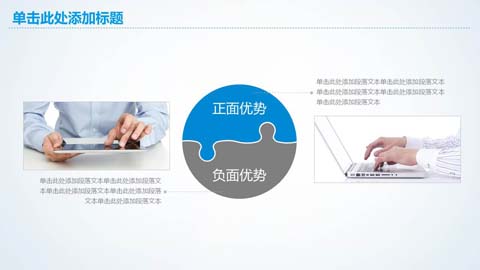 单击此处添加标题
单击此处添加段落文本单击此处添加段落文本
单击此处添加段落文本单击此处添加段落文本
单击此处添加段落文本
正面优势
负面优势
单击此处添加段落文本单击此处添加段落文
本单击此处添加段落文本单击此处添加段落
文本单击此处添加段落文本